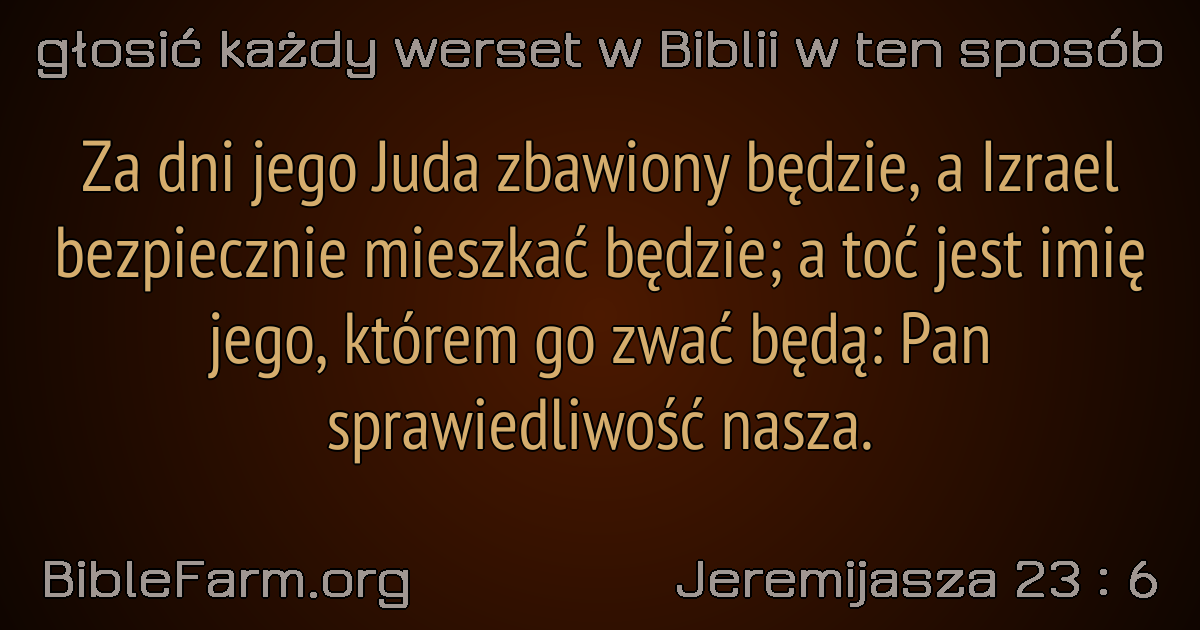 głosić każdy werset w Biblii w ten sposób
Za dni jego Juda zbawiony będzie, a Izrael
bezpiecznie mieszkać będzie; a toć jest imię
jego, którem go zwać będą: Pan
sprawiedliwość nasza.
BibleFarm.org
Jeremijasza 23 : 6